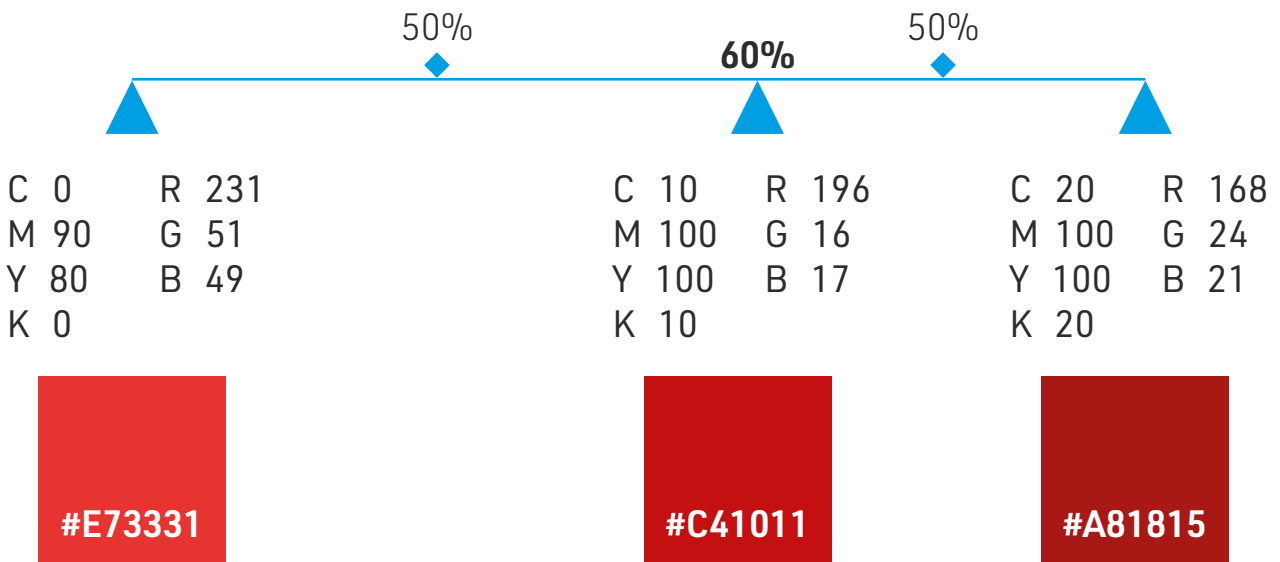 50% 50%
60%
C 0 R 231 C 10 R 196 C 20 R 168
M 90 G 51 M 100 G 16 M 100 G 24
Y 80 B 49 Y 100 B 17 Y 100 B 21
K 0 K 10 K 20
#E73331 #C41011 #A81815